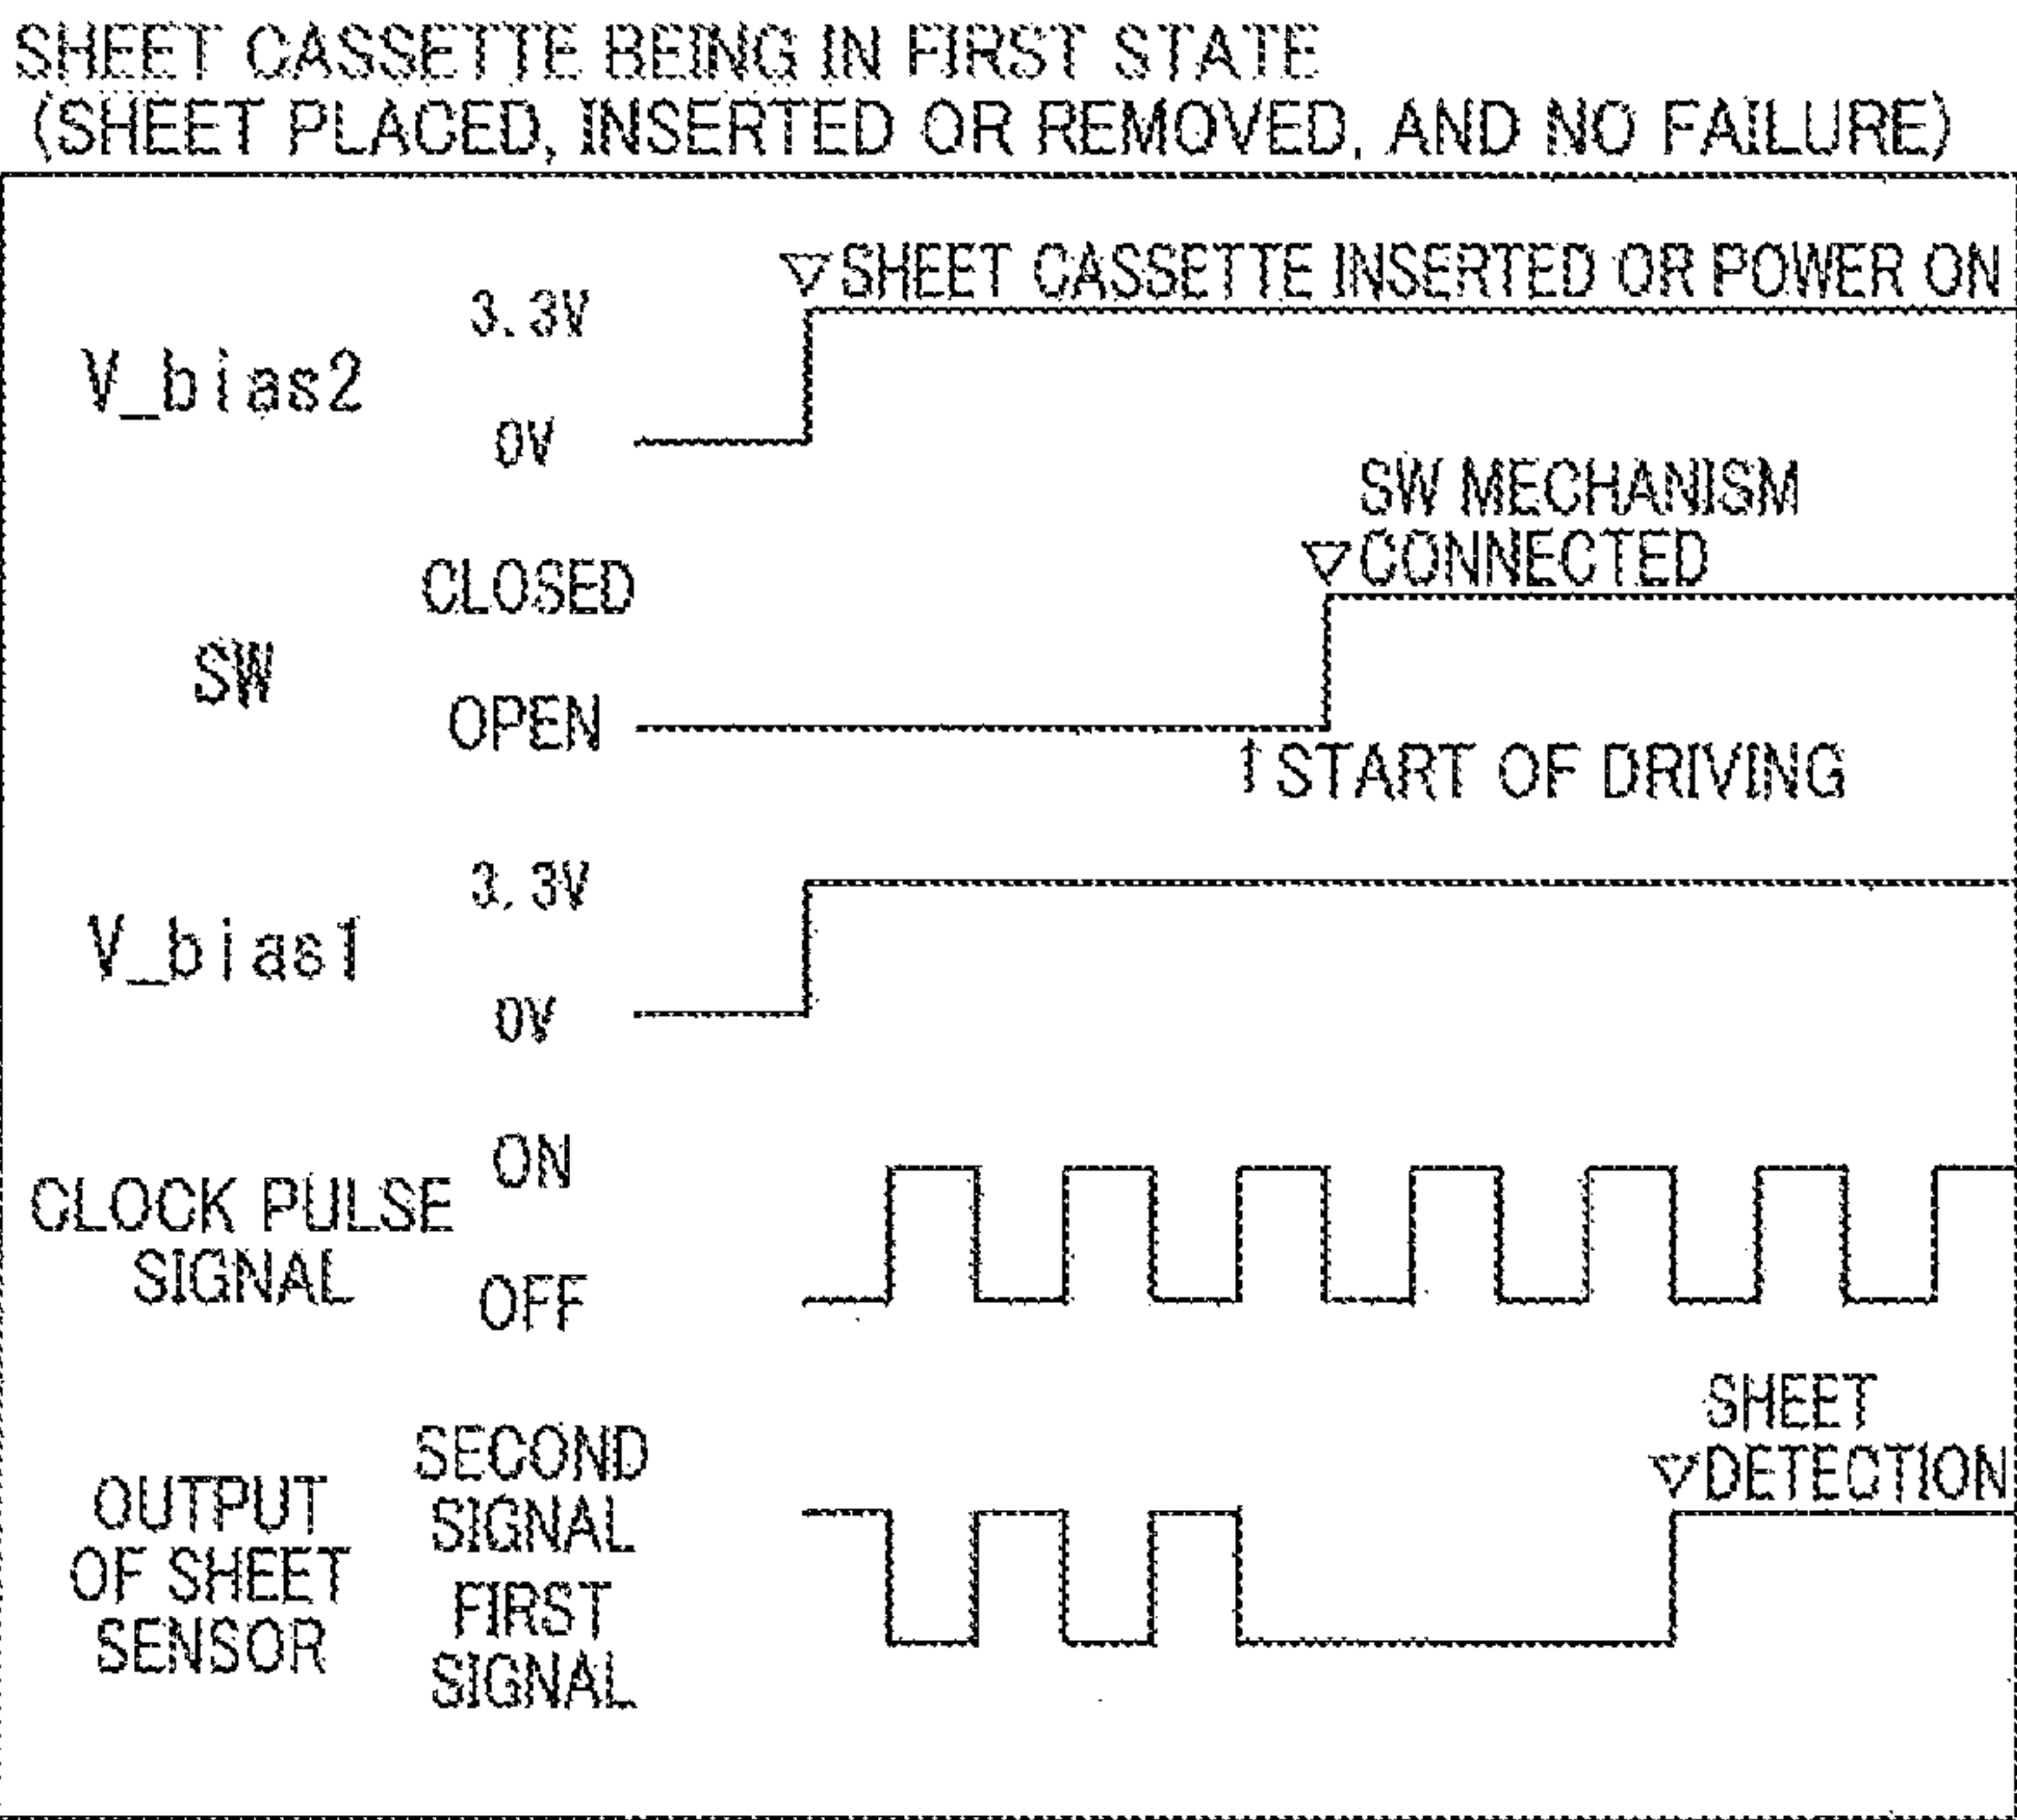 SHEET CASSETTE BEING IN FIRST STATE
(SHEET PLACED, INSERTED OR REMOVED, AND NO FAILURE)
▽SHEET CASSETTE INSERTED OR POWER ON
3.3V
V_bias2
0V
SW MECHANISM
▽CONNECTED
CLOSED
SW
OPEN
↑START OF DRIVING
3.3V
V_bias1
0V
ON
CLOCK PULSE
SIGNAL
OFF
SHEET
▽DETECTION
SECOND
SIGNAL
OUTPUT
OF SHEET
SENSOR
FIRST
SIGNAL